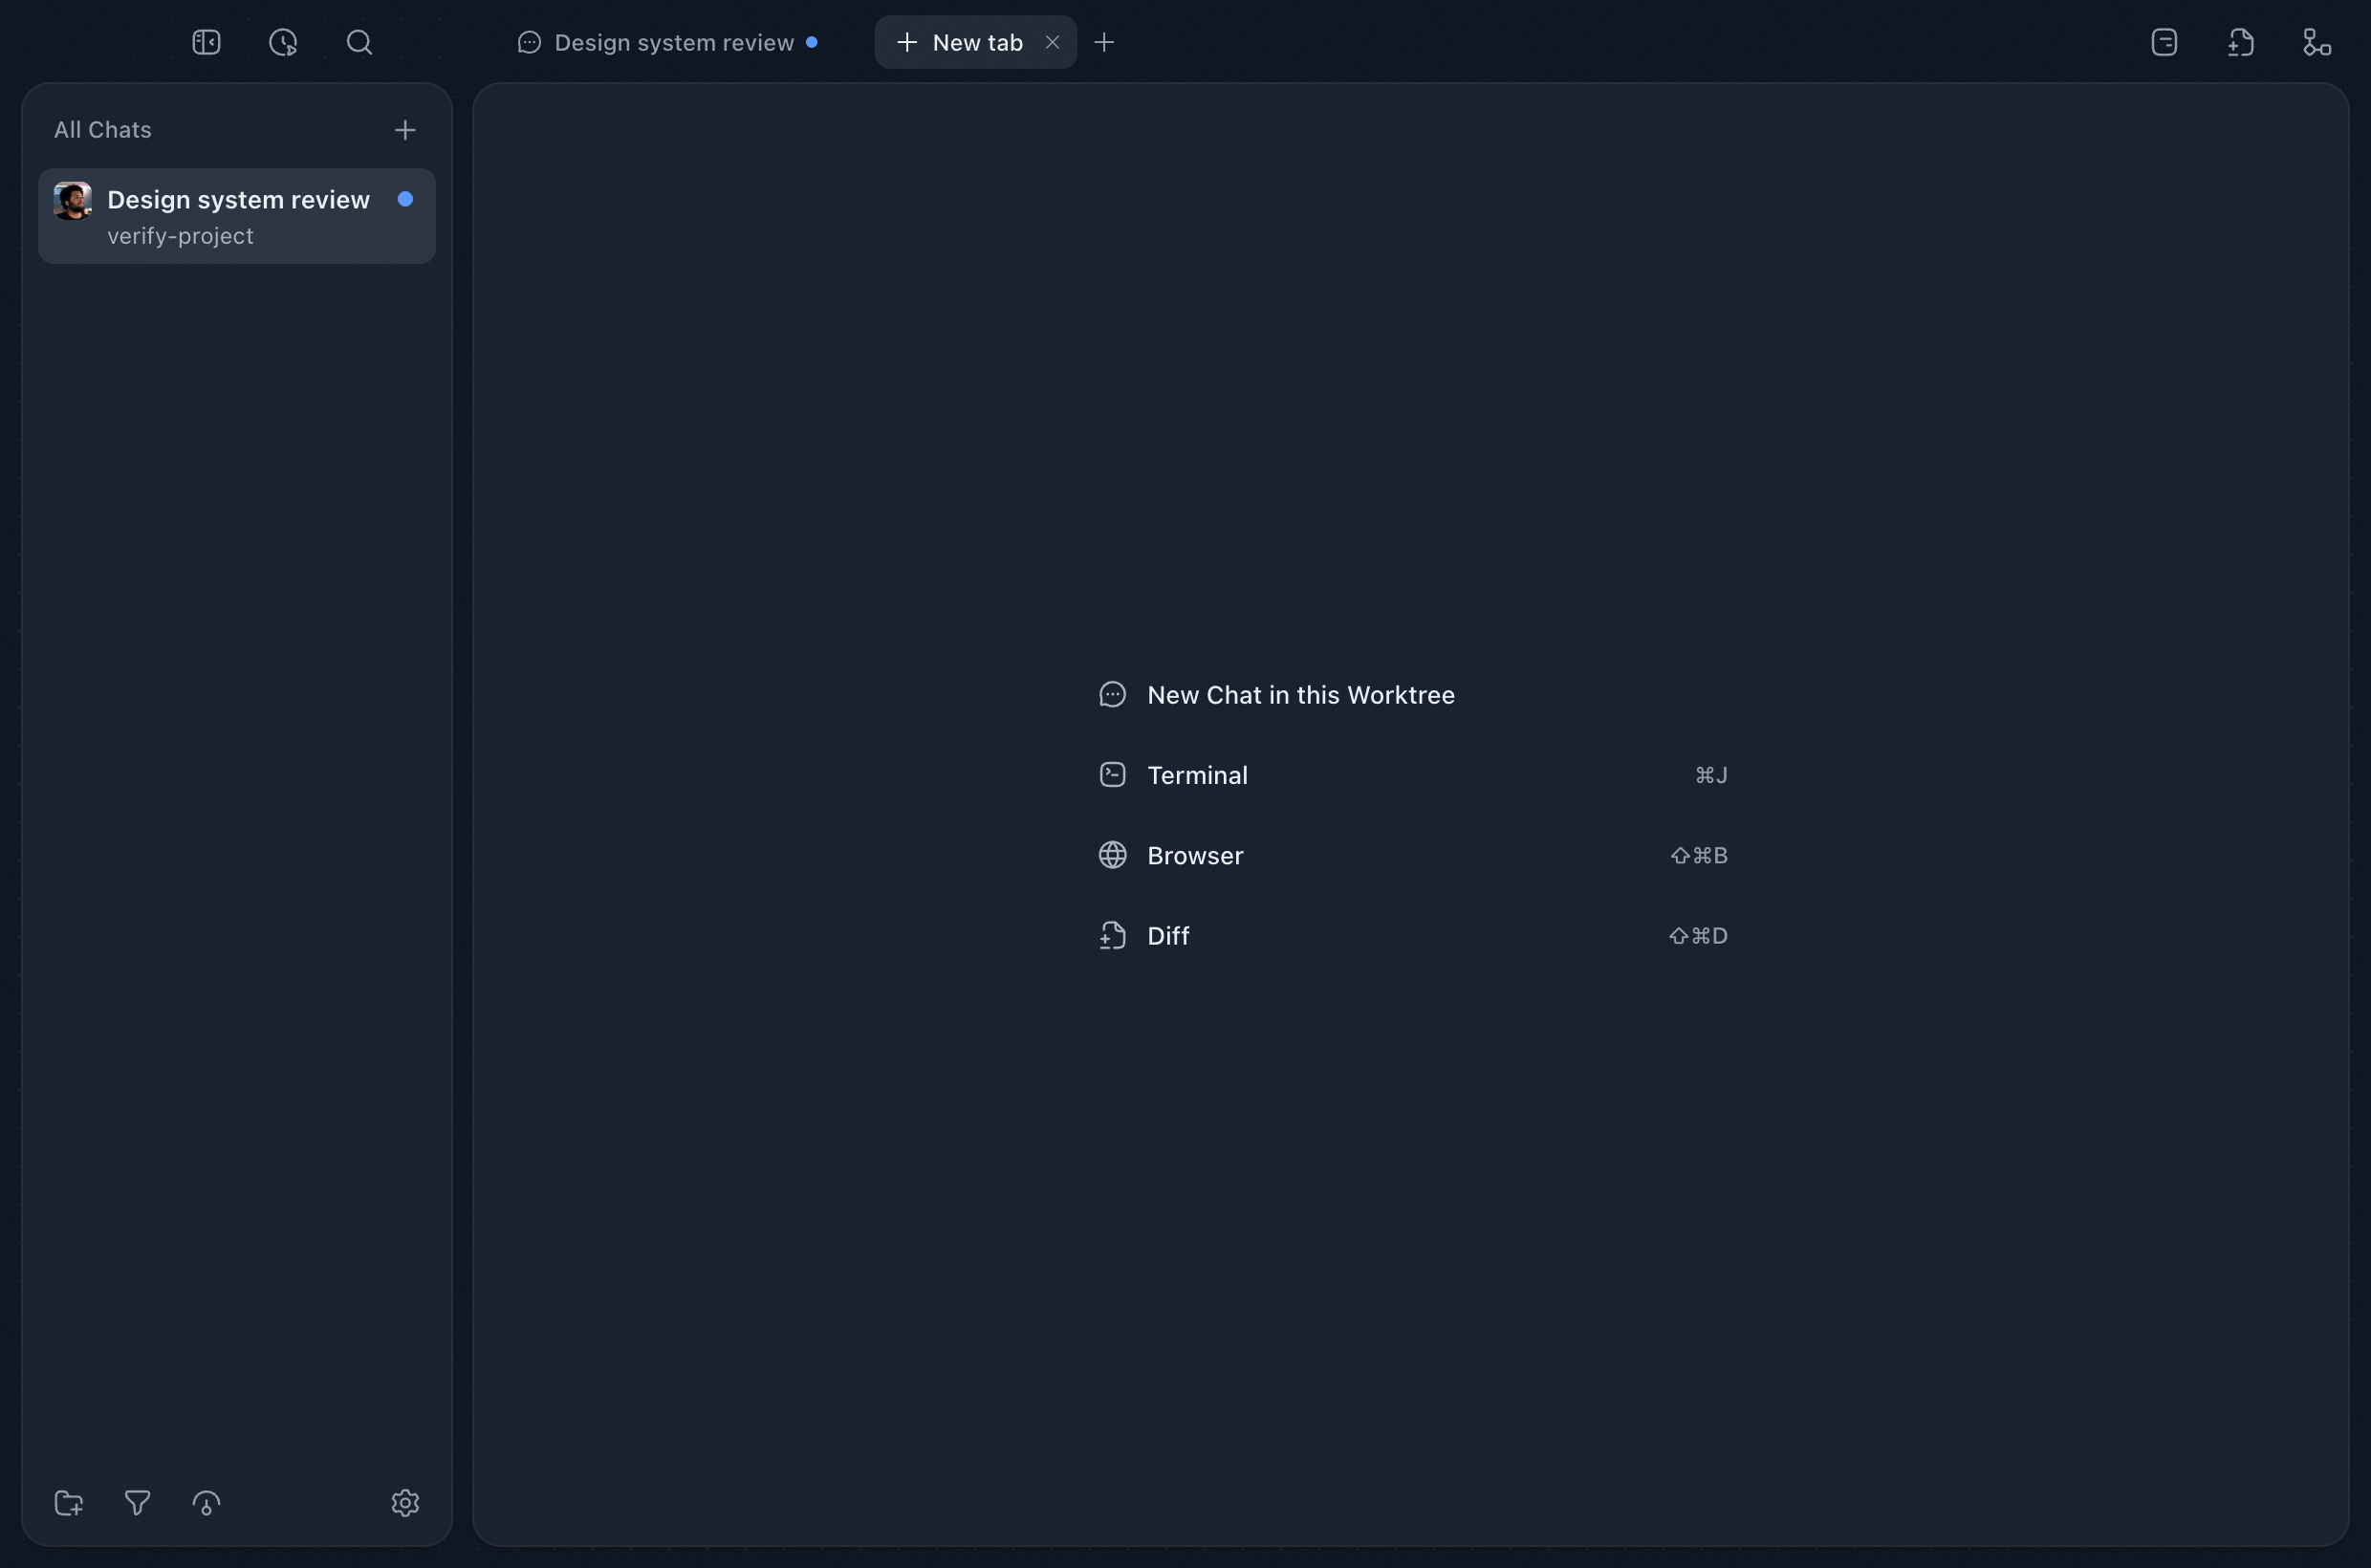 Design system review
New tab
All Chats
Design system review
verify-project
New Chat in this Worktree
Terminal ⌘J
Browser ⇧⌘B
Diff ⇧⌘D